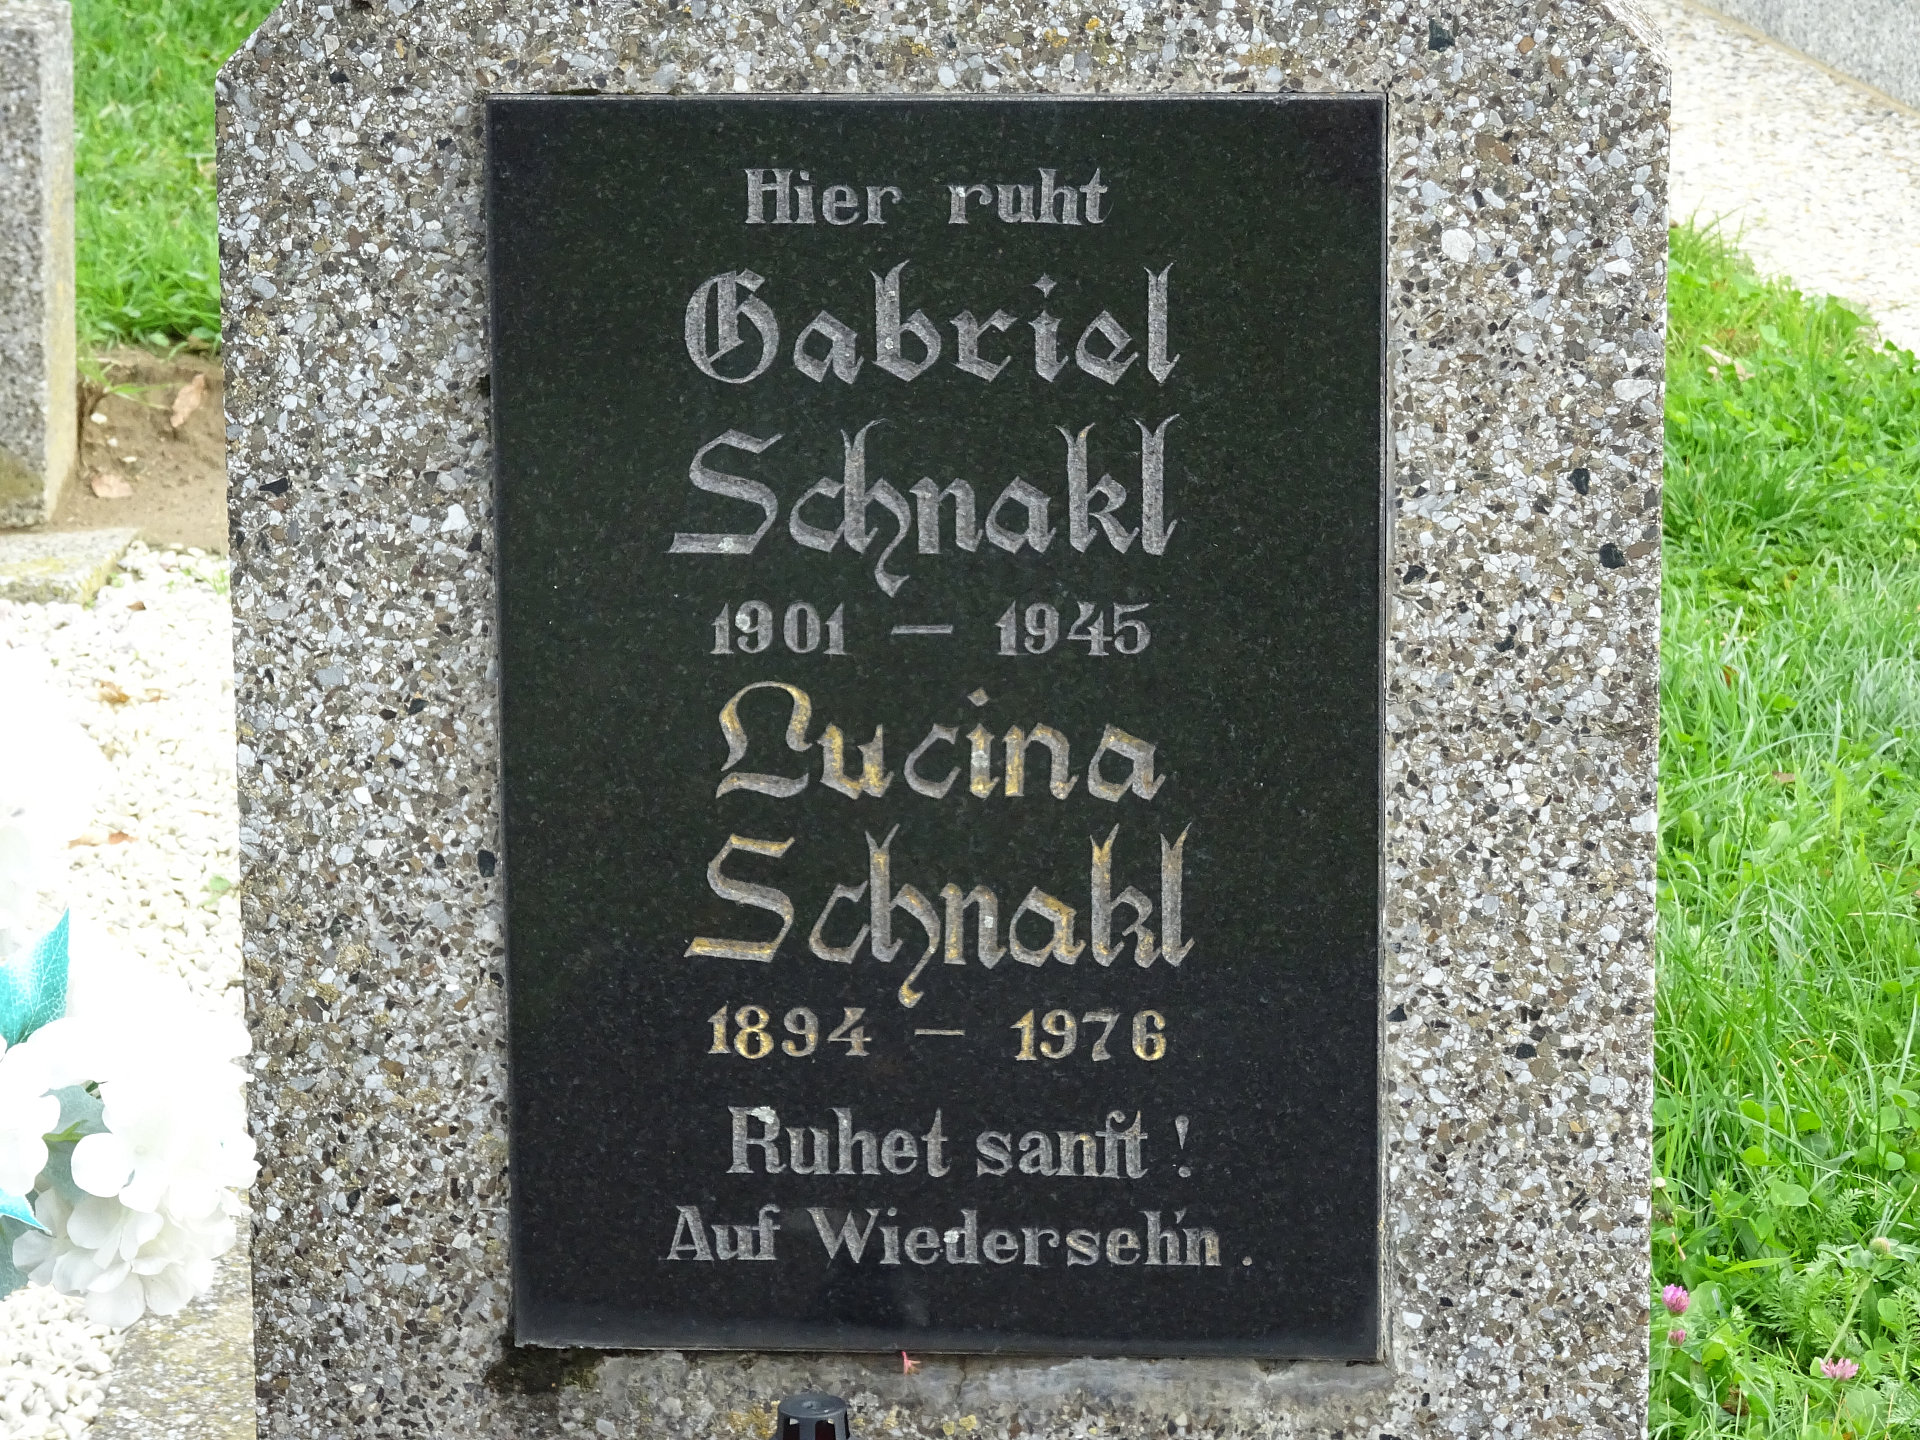 Hier ruht
Gabriel
Schnakl
1901 – 1945
Lucina
Schnakl
1894 – 1976
Ruhet sanft !
Auf Wiederseh'n .